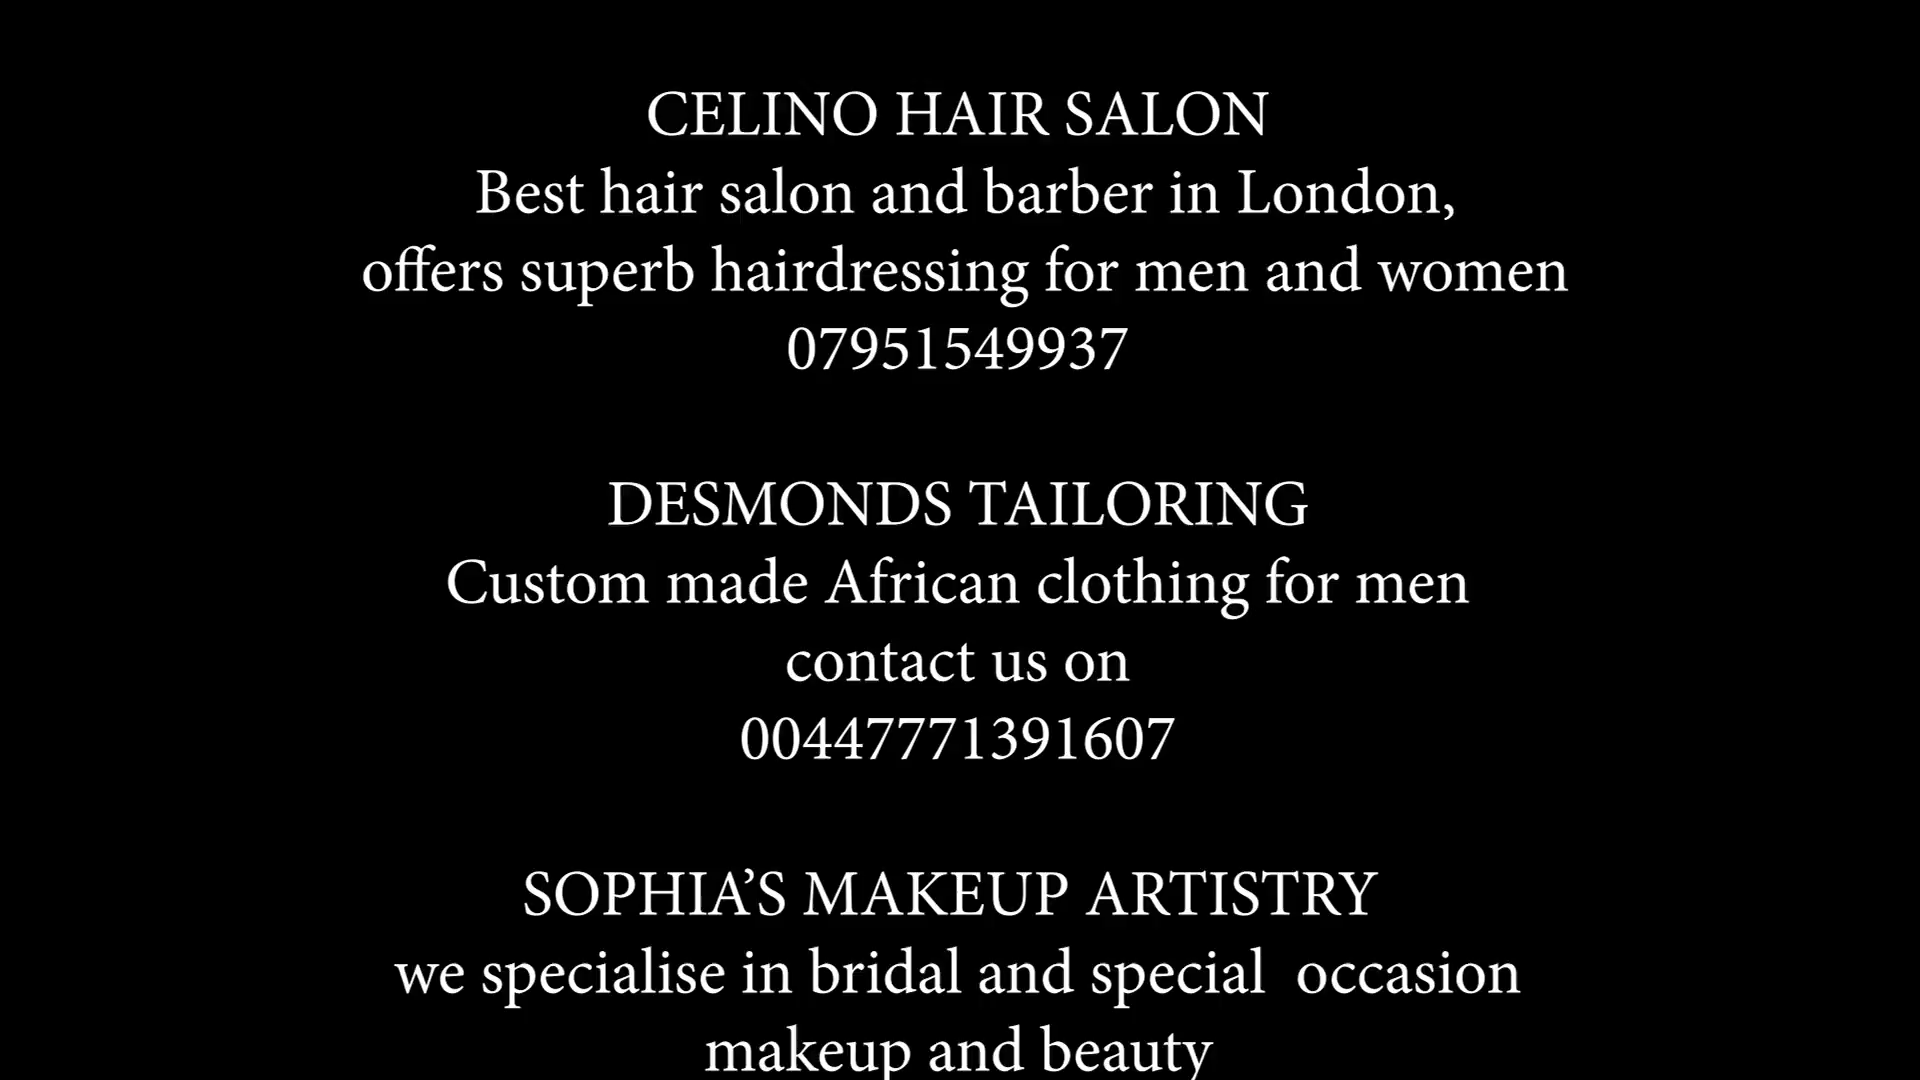 CELINO HAIR SALON
Best hair salon and barber in London,
offers superb hairdressing for men and women
07951549937
DESMONDS TAILORING
Custom made African clothing for men
contact us on
00447771391607
SOPHIA’S MAKEUP ARTISTRY
we specialise in bridal and special  occasion
makeup and beauty